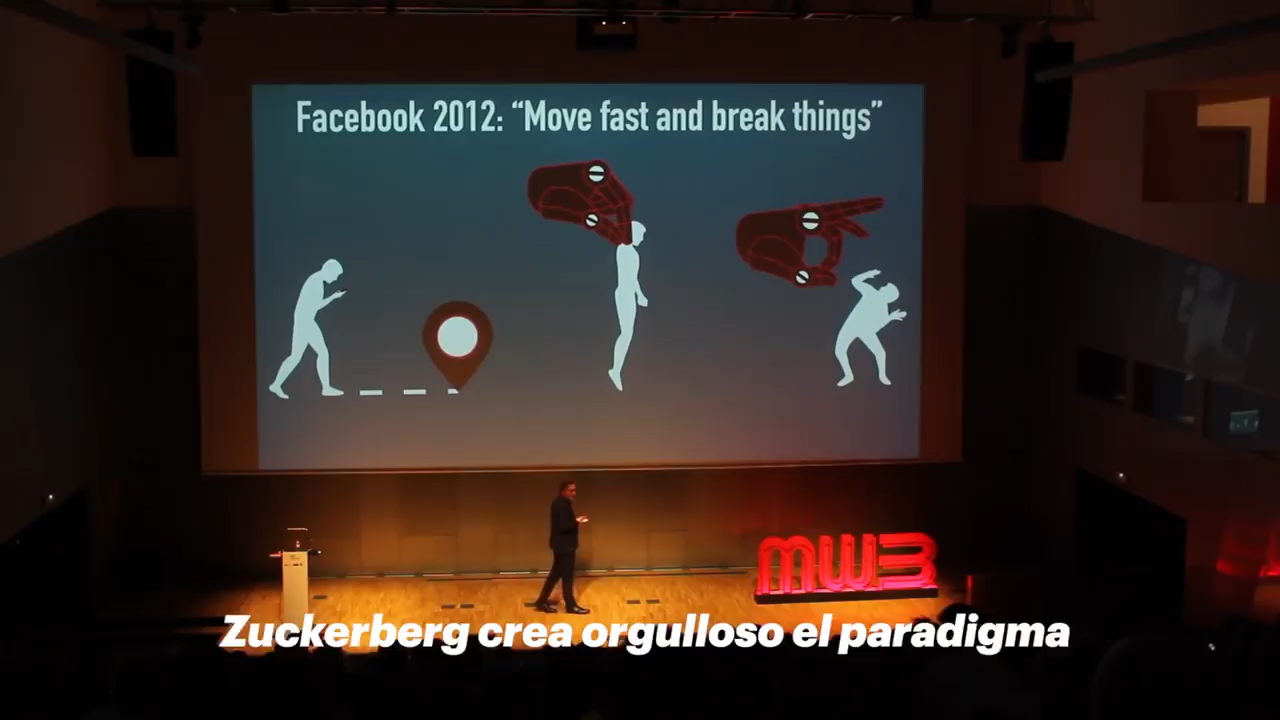 Facebook 2012: “Move fast and break things”
MW3
Zuckerberg crea orgulloso el paradigma